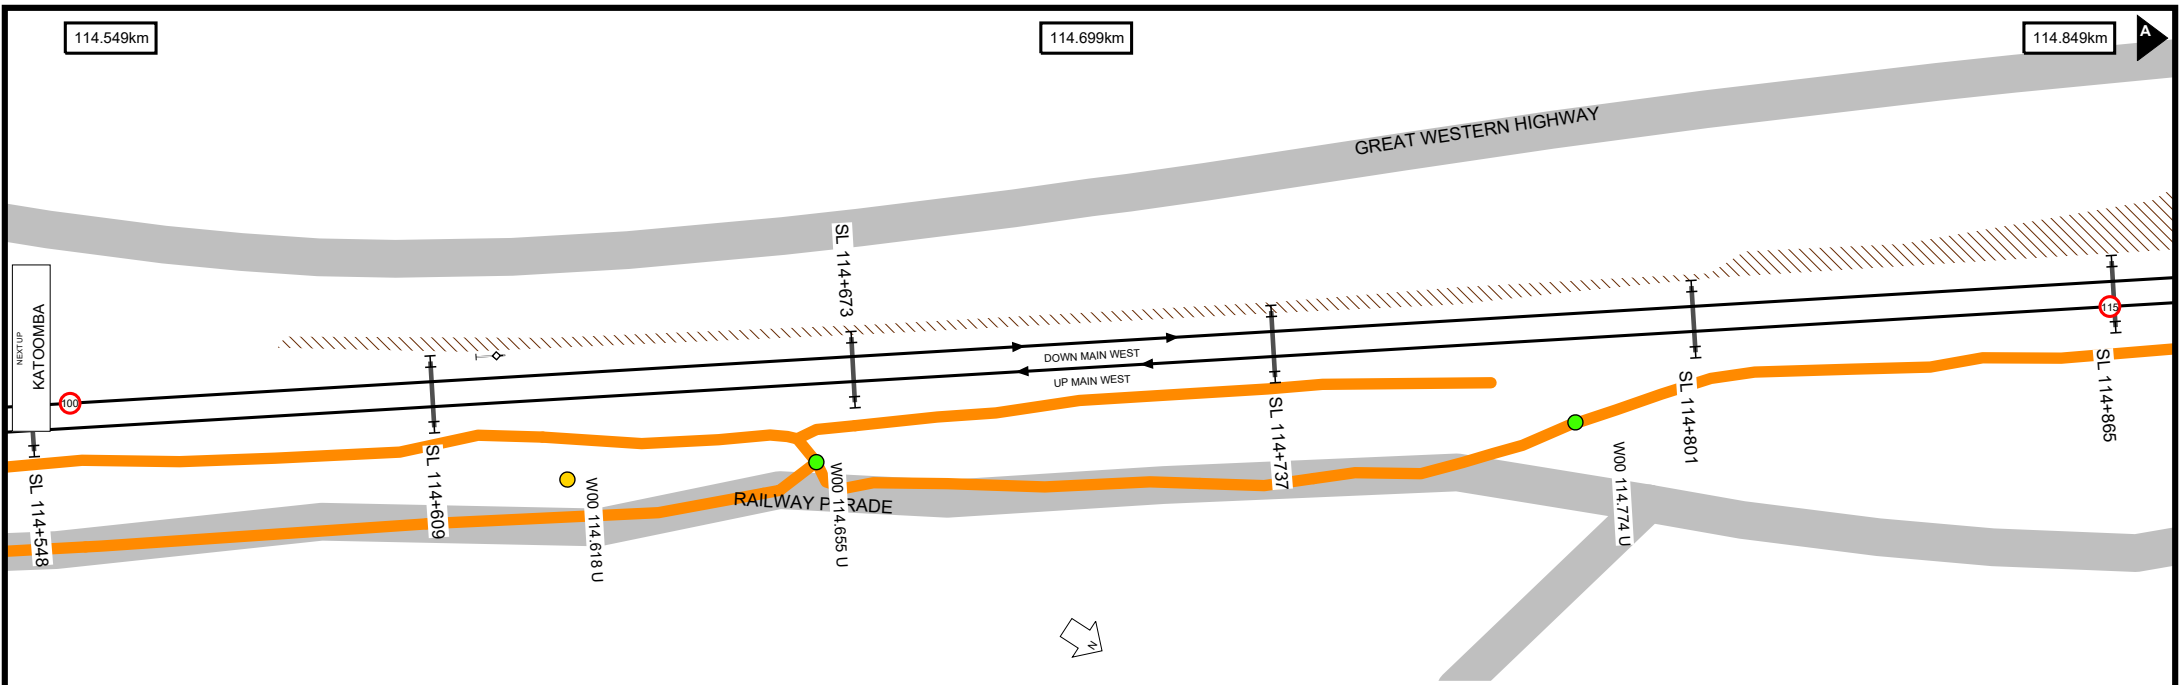 114.549km
114.699km
114.849km
A
GREAT WESTERN HIGHWAY
SL 114+673
NEXT UP
KATOOMBA
100
DOWN MAIN WEST
UP MAIN WEST
115
SL 114+548
SL 114+609
W00 114.618 U
RAILWAY PARADE
W00 114.655 U
SL 114+737
W00 114.774 U
SL 114+801
SL 114+865
N